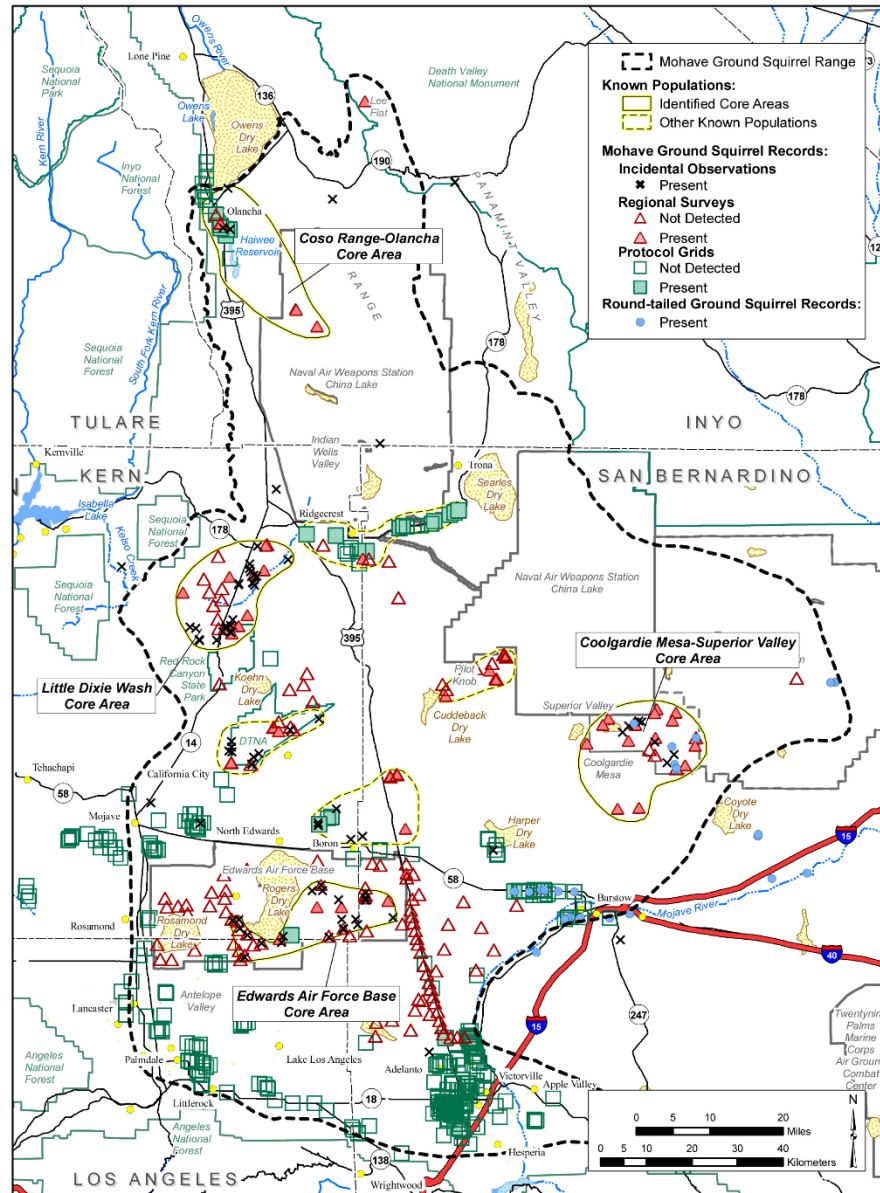 Owens River
Lone Pine
Sequoia
National
Park
Kern River
136
Owens
Lake
Owens
Dry
Lake
Lee
Flat
Death Valley
National Monument
190
Inyo
National
Forest
PANAMINT VALLEY
Olancha
Haiwee
Reservoir
Coso Range-Olancha
Core Area
RANGE
395
South Fork Kern River
Sequoia
National
Forest
178
Naval Air Weapons Station
China Lake
178
TULARE
INYO
Indian
Wells
Valley
Kernville
Trona
KERN
SAN BERNARDINO
Searles
Dry
Lake
Isabella
Lake
Ridgecrest
178
Sequoia
National
Forest
Kelso Creek
Sequoia
National
Forest
Naval Air Weapons Station
China Lake
395
Coolgardie Mesa-Superior Valley
Core Area
Little Dixie Wash
Core Area
Red Rock
Canyon
State
Park
Koehn
Dry
Lake
Pilot
Knob
Cuddeback
Dry
Lake
Superior Valley
Coolgardie
Mesa
14
DTNA
Tehachapi
California City
58
Mojave
North Edwards
Boron
Harper
Dry
Lake
Coyote
Dry
Lake
15
Edwards Air Force Base
Rogers
Dry
Lake
58
Barstow
Mojave River
Rosamond
Rosamond
Dry
Lake
40
Edwards Air Force Base
Core Area
Antelope
Valley
Lancaster
15
247
Twentynine
Palms
Marine
Corps
Air Ground
Combat
Center
Angeles
National
Forest
Palmdale
Lake Los Angeles
Adelanto
Victorville
Apple Valley
Littlerock
18
Angeles
National
Forest
Hesperia
138
Wrightwood
LOS ANGELES
Mohave Ground Squirrel Range
Known Populations:
Identified Core Areas
Other Known Populations
Mohave Ground Squirrel Records:
Incidental Observations
Present
Regional Surveys
Not Detected
Present
Protocol Grids
Not Detected
Present
Round-tailed Ground Squirrel Records:
Present
N
0 5 10 20
Miles
0 5 10 20 30 40
Kilometers